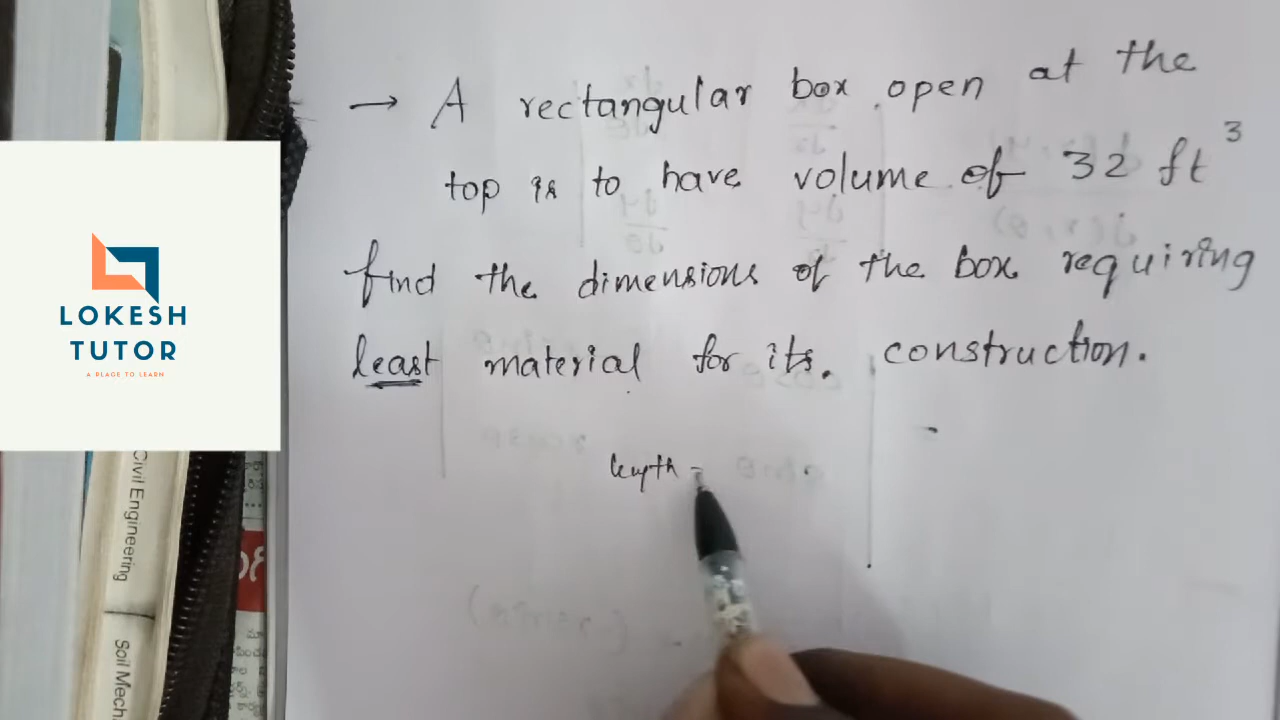 → A rectangular box open at the
top is to have volume of 32 ft³
find the dimensions of the box requiring
least material for its. construction.
length =
LOKESH
TUTOR
A PLACE TO LEARN
Civil Engineering
Soil Mech